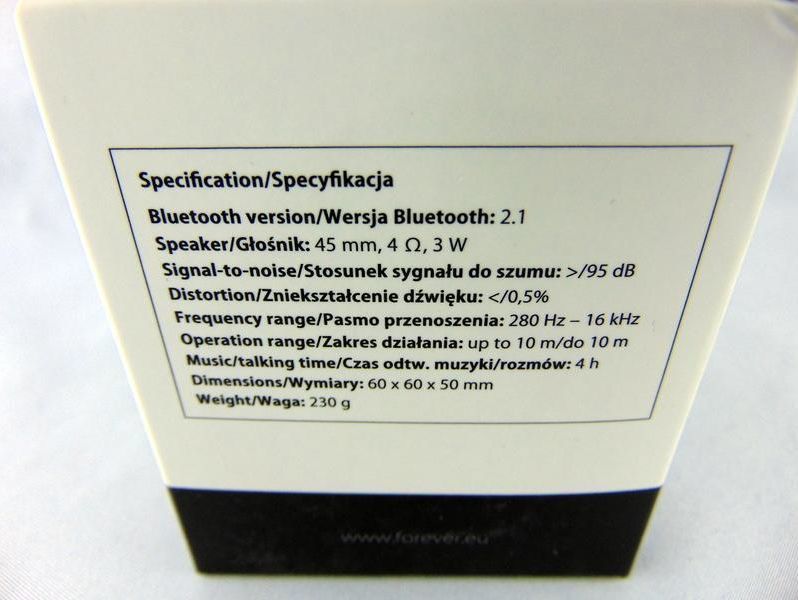 Specification/Specyfikacja
Bluetooth version/Wersja Bluetooth: 2.1
Speaker/Głośnik: 45 mm, 4 Ω, 3 W
Signal-to-noise/Stosunek sygnału do szumu: >/95 dB
Distortion/Zniekształcenie dźwięku: </0,5%
Frequency range/Pasmo przenoszenia: 280 Hz – 16 kHz
Operation range/Zakres działania: up to 10 m/do 10 m
Music/talking time/Czas odtw. muzyki/rozmów: 4 h
Dimensions/Wymiary: 60 x 60 x 50 mm
Weight/Waga: 230 g
www.forever.eu